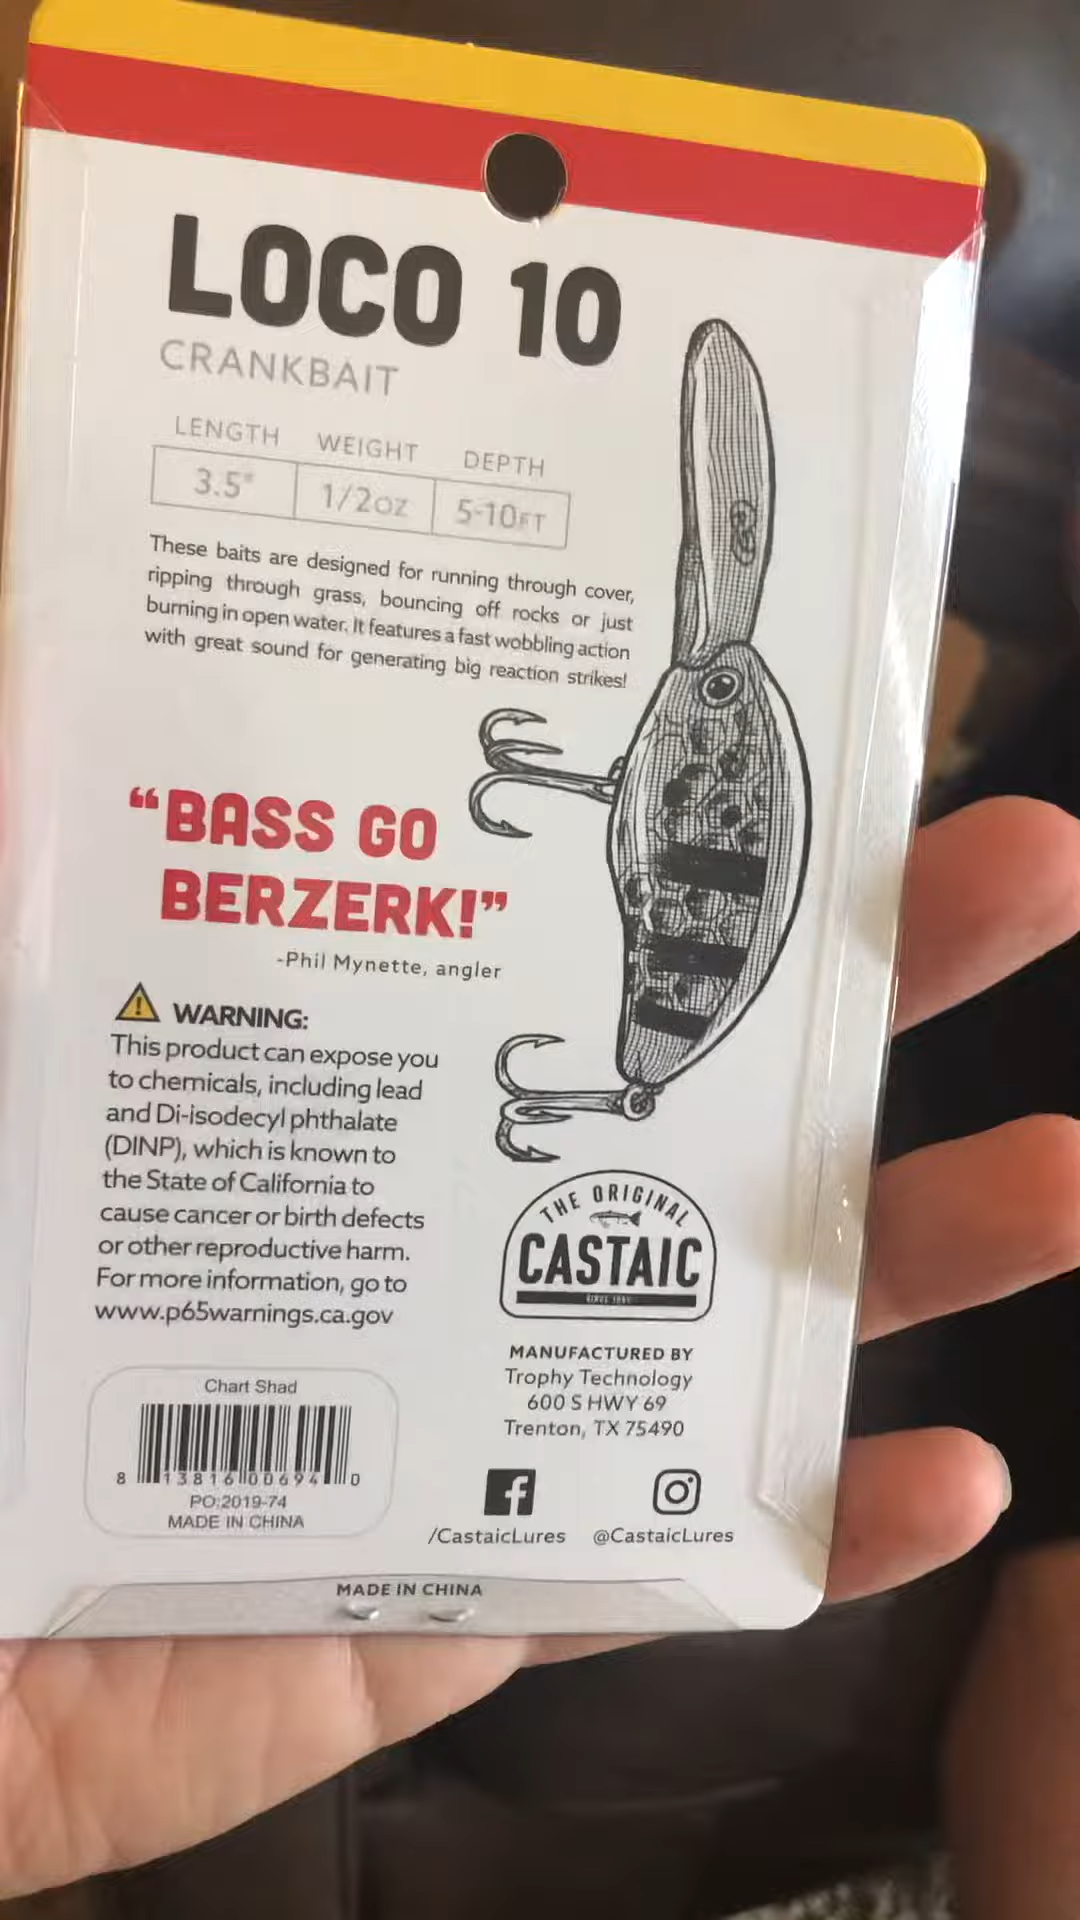 LOCO 10
CRANKBAIT
LENGTH WEIGHT DEPTH
3.5" 1/2OZ 5-10FT
These baits are designed for running through cover,
ripping through grass, bouncing off rocks or just
burning in open water. It features a fast wobbling action
with great sound for generating big reaction strikes!
“BASS GO
BERZERK!”
-Phil Mynette, angler
WARNING:
This product can expose you
to chemicals, including lead
and Di-isodecyl phthalate
(DINP), which is known to
the State of California to
cause cancer or birth defects
or other reproductive harm.
For more information, go to
www.p65warnings.ca.gov
THE ORIGINAL
CASTAIC
MANUFACTURED BY
Trophy Technology
600 S HWY 69
Trenton, TX 75490
Chart Shad
8 13816 00694 0
PO:2019-74
MADE IN CHINA
/CastaicLures @CastaicLures
MADE IN CHINA